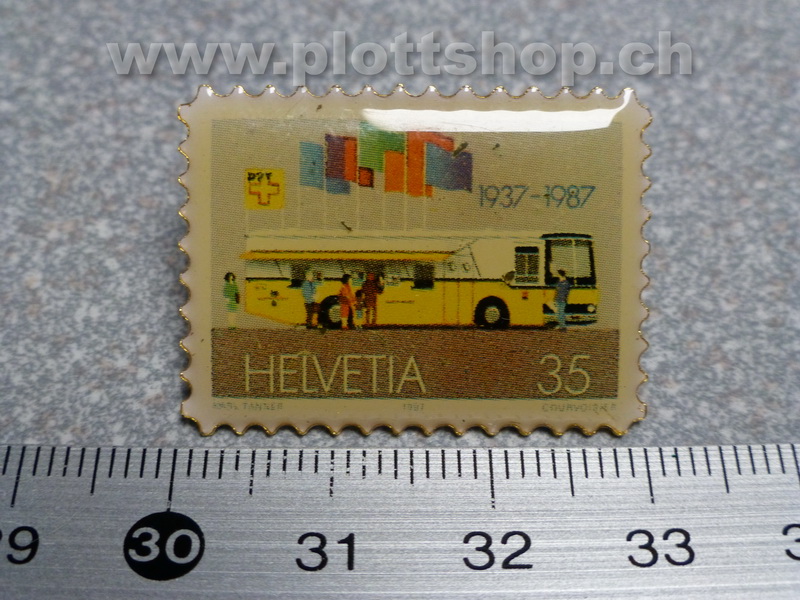 www.plottshop.ch
PTT
1937-1987
HELVETIA 35
KARL TANNER 1987 COURVOISIER
29 30 31 32 33